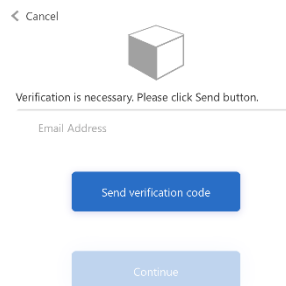 Cancel
Verification is necessary. Please click Send button.
Email Address
Send verification code
Continue